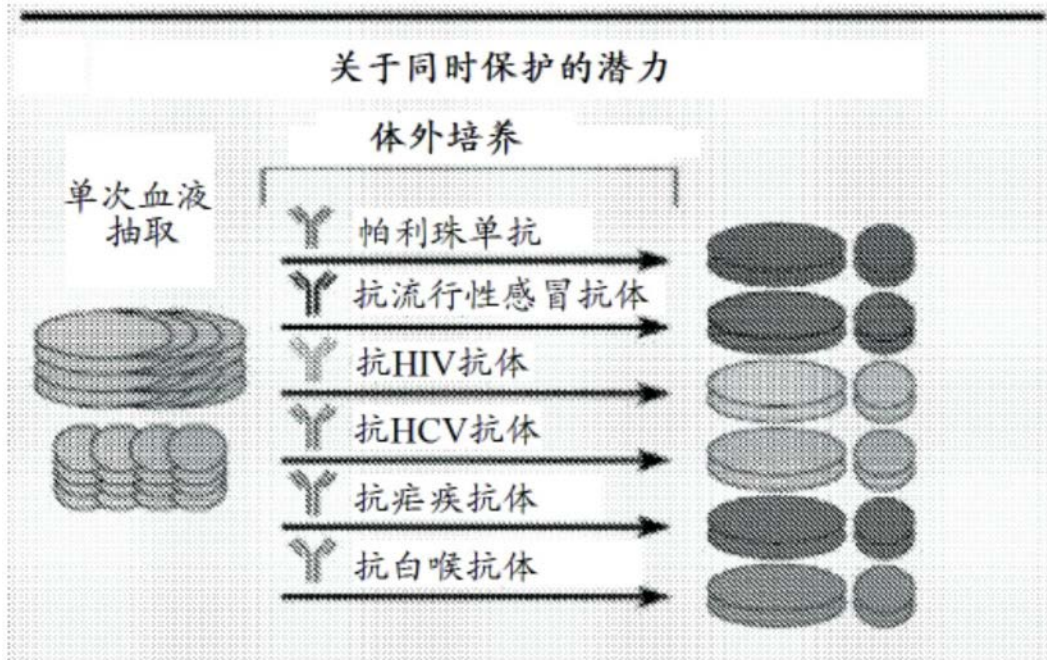 关于同时保护的潜力
体外培养
单次血液
抽取
帕利珠单抗
抗流行性感冒抗体
抗HIV抗体
抗HCV抗体
抗疟疾抗体
抗白喉抗体